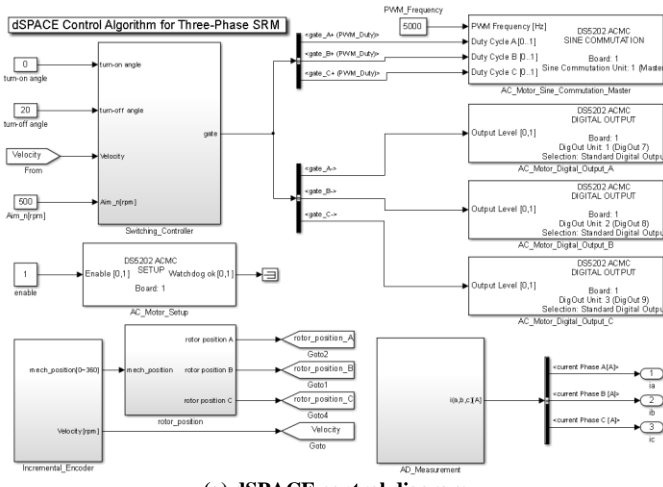 dSPACE Control Algorithm for Three-Phase SRM
PWM_Frequency
5000
<gate_A+ (PWM_Duty)>
<gate_B+ (PWM_Duty)>
<gate_C+ (PWM_Duty)>
PWM Frequency [Hz]
Duty Cycle A [0..1]
Duty Cycle B [0..1]
Duty Cycle C [0..1]
DS5202 ACMC
SINE COMMUTATION
Board: 1
Sine Commutation Unit: 1 (Master
AC_Motor_Sine_Commutation_Master
0
turn-on angle
20
turn-off angle
Velocity
From
500
Aim_n[rpm]
turn-on angle
turn-off angle
Velocity
Aim_n[rpm]
gate
Switching_Controller
<gate_A->
<gate_B->
<gate_C->
Output Level [0,1]
DS5202 ACMC
DIGITAL OUTPUT
Board: 1
DigOut Unit: 1 (DigOut 7)
Selection: Standard Digital Outpu
AC_Motor_Digital_Output_A
Output Level [0,1]
DS5202 ACMC
DIGITAL OUTPUT
Board: 1
DigOut Unit: 2 (DigOut 8)
Selection: Standard Digital Outpu
AC_Motor_Digital_Output_B
Output Level [0,1]
DS5202 ACMC
DIGITAL OUTPUT
Board: 1
DigOut Unit: 3 (DigOut 9)
Selection: Standard Digital Outpu
AC_Motor_Digital_Output_C
1
enable
DS5202 ACMC
SETUP
Enable [0,1] Watchdog ok [0,1]
Board: 1
AC_Motor_Setup
mech_position[0~360]
Velocity[rpm]
Incremental_Encoder
mech_position
rotor position A
rotor position B
rotor position C
rotor_position
rotor_position_A
Goto2
rotor_position_B
Goto1
rotor_position_C
Goto4
Velocity
Goto
i(a,b,c)[A]
AD_Measurement
<current Phase A[A]>
<current Phase B [A]>
<current Phase C [A]>
1
ia
2
ib
3
ic